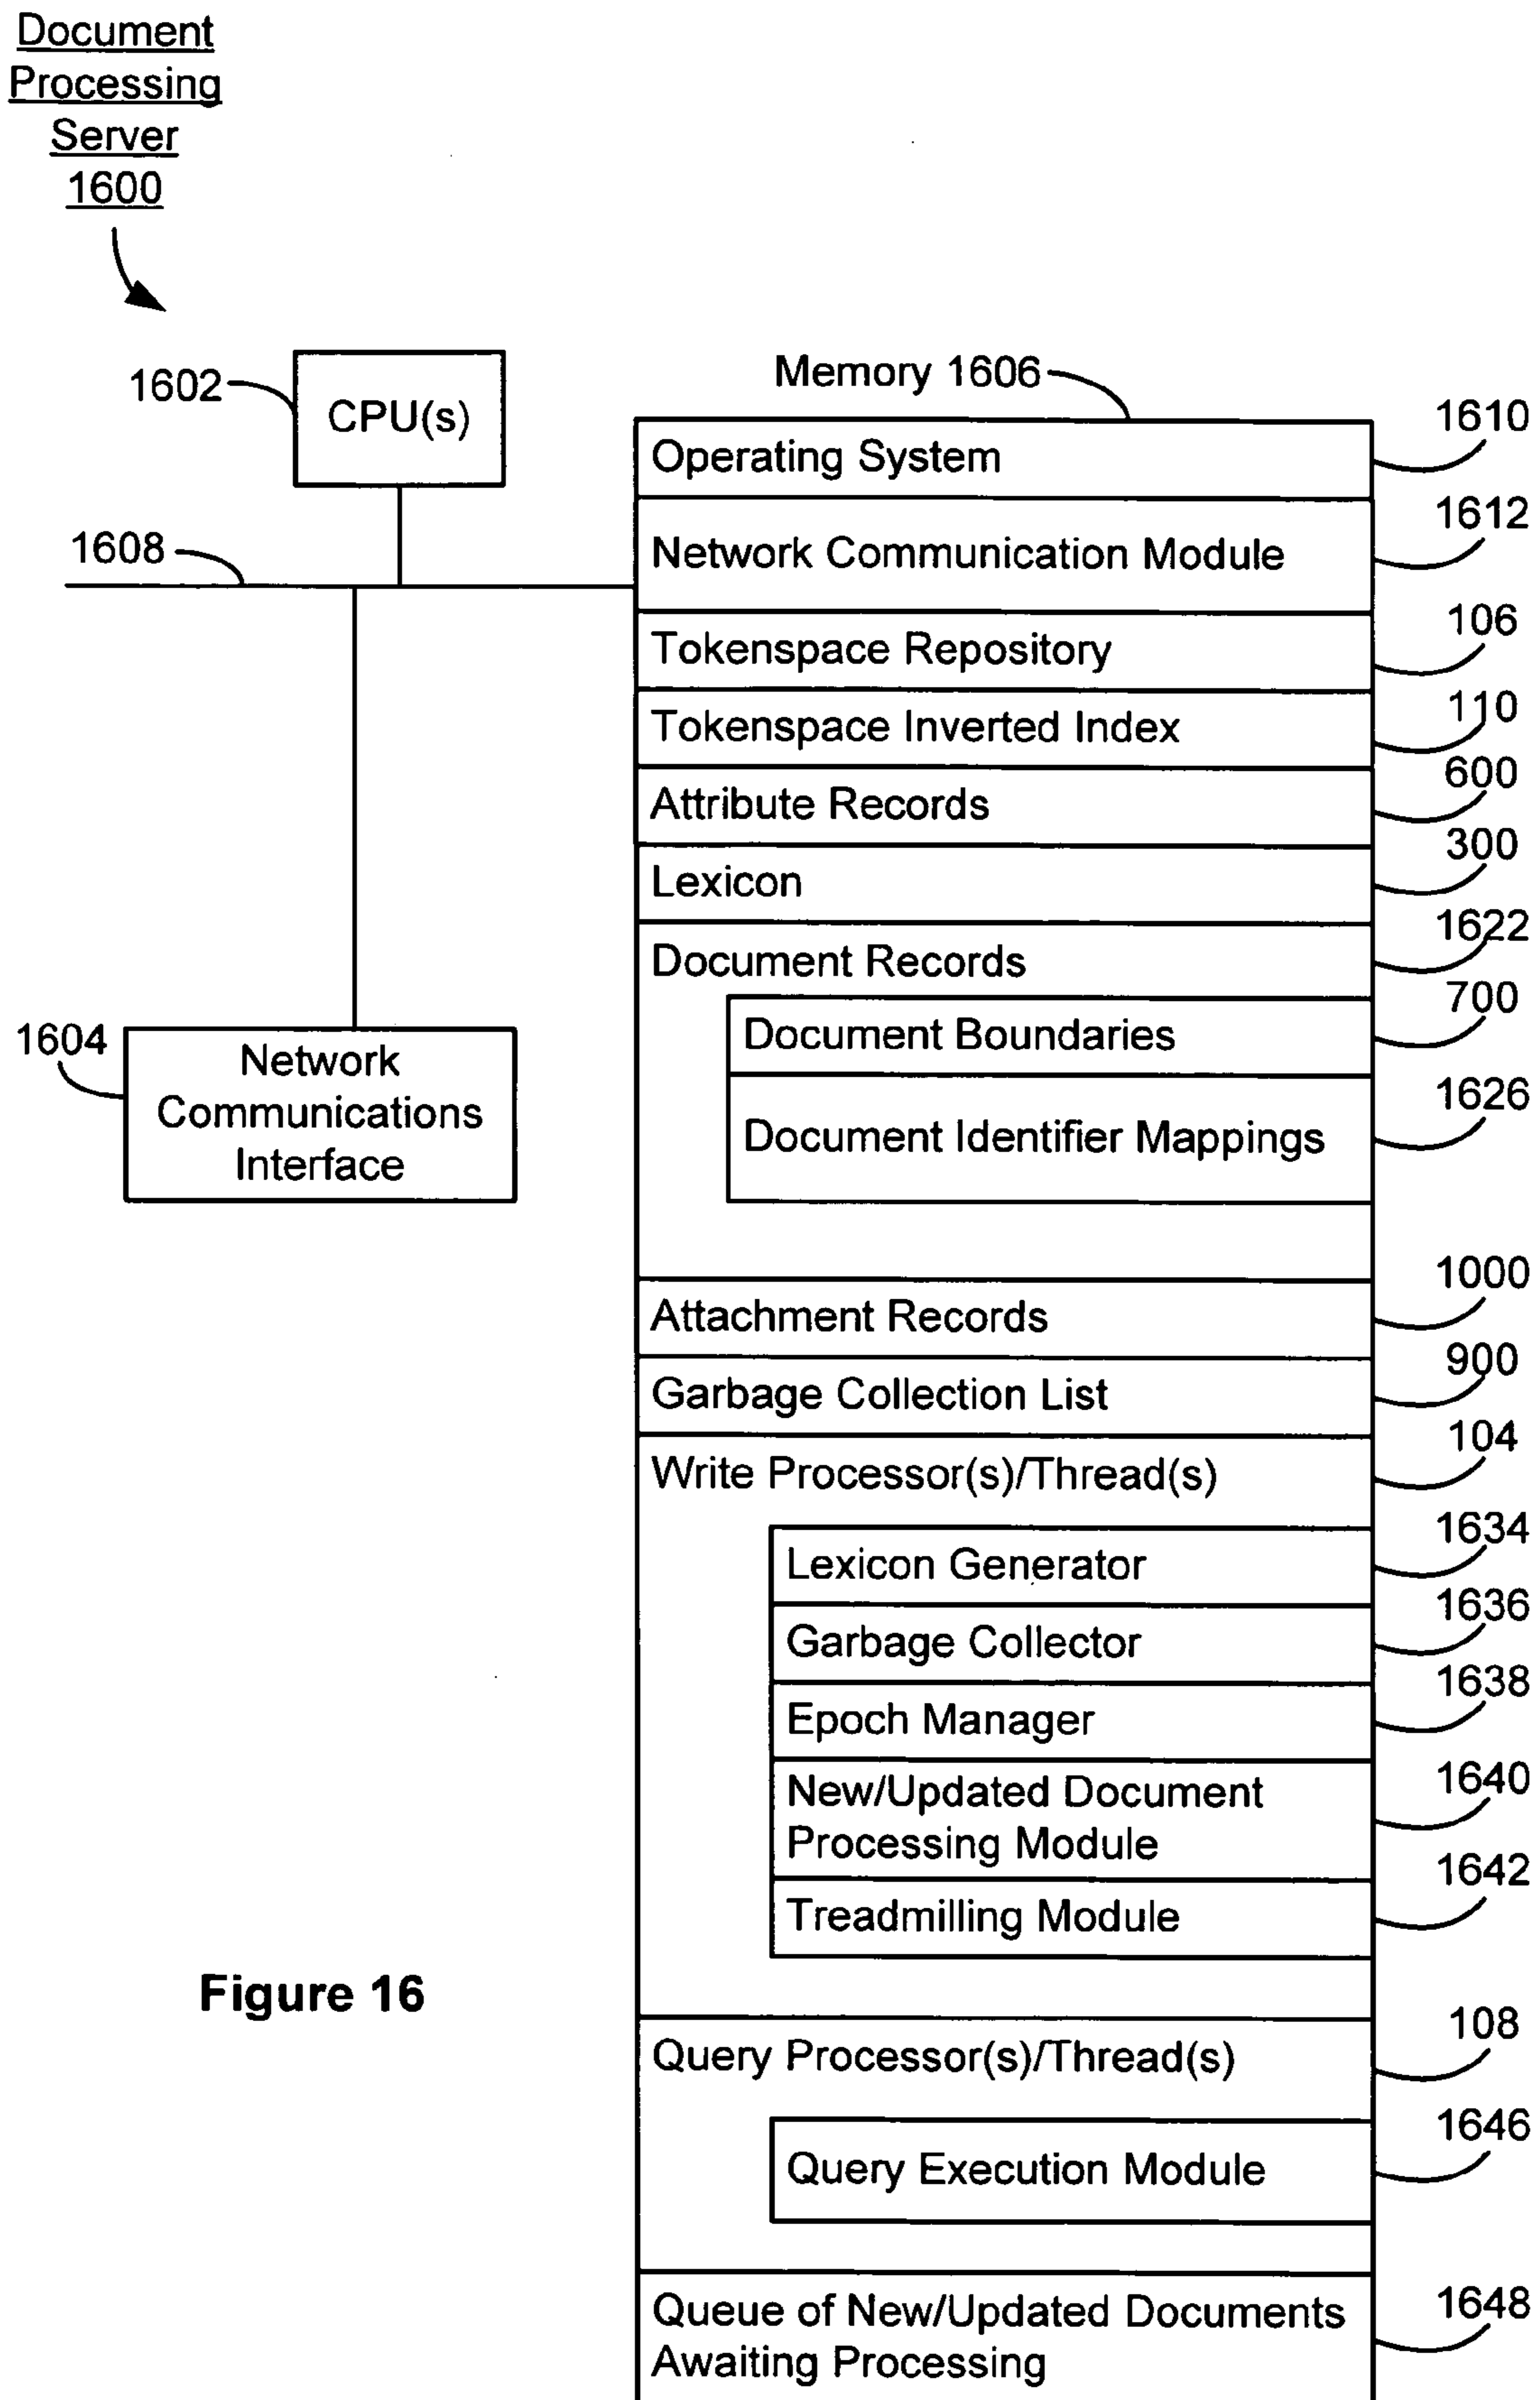 Document
Processing
Server
1600
1602
CPU(s)
Memory 1606
1608
1604
Network
Communications
Interface
Operating System
1610
Network Communication Module
1612
Tokenspace Repository
106
Tokenspace Inverted Index
110
Attribute Records
600
Lexicon
300
Document Records
1622
Document Boundaries
700
Document Identifier Mappings
1626
Attachment Records
1000
Garbage Collection List
900
Write Processor(s)/Thread(s)
104
Lexicon Generator
1634
Garbage Collector
1636
Epoch Manager
1638
New/Updated Document
Processing Module
1640
Treadmilling Module
1642
Query Processor(s)/Thread(s)
108
Query Execution Module
1646
Queue of New/Updated Documents
Awaiting Processing
1648
Figure 16